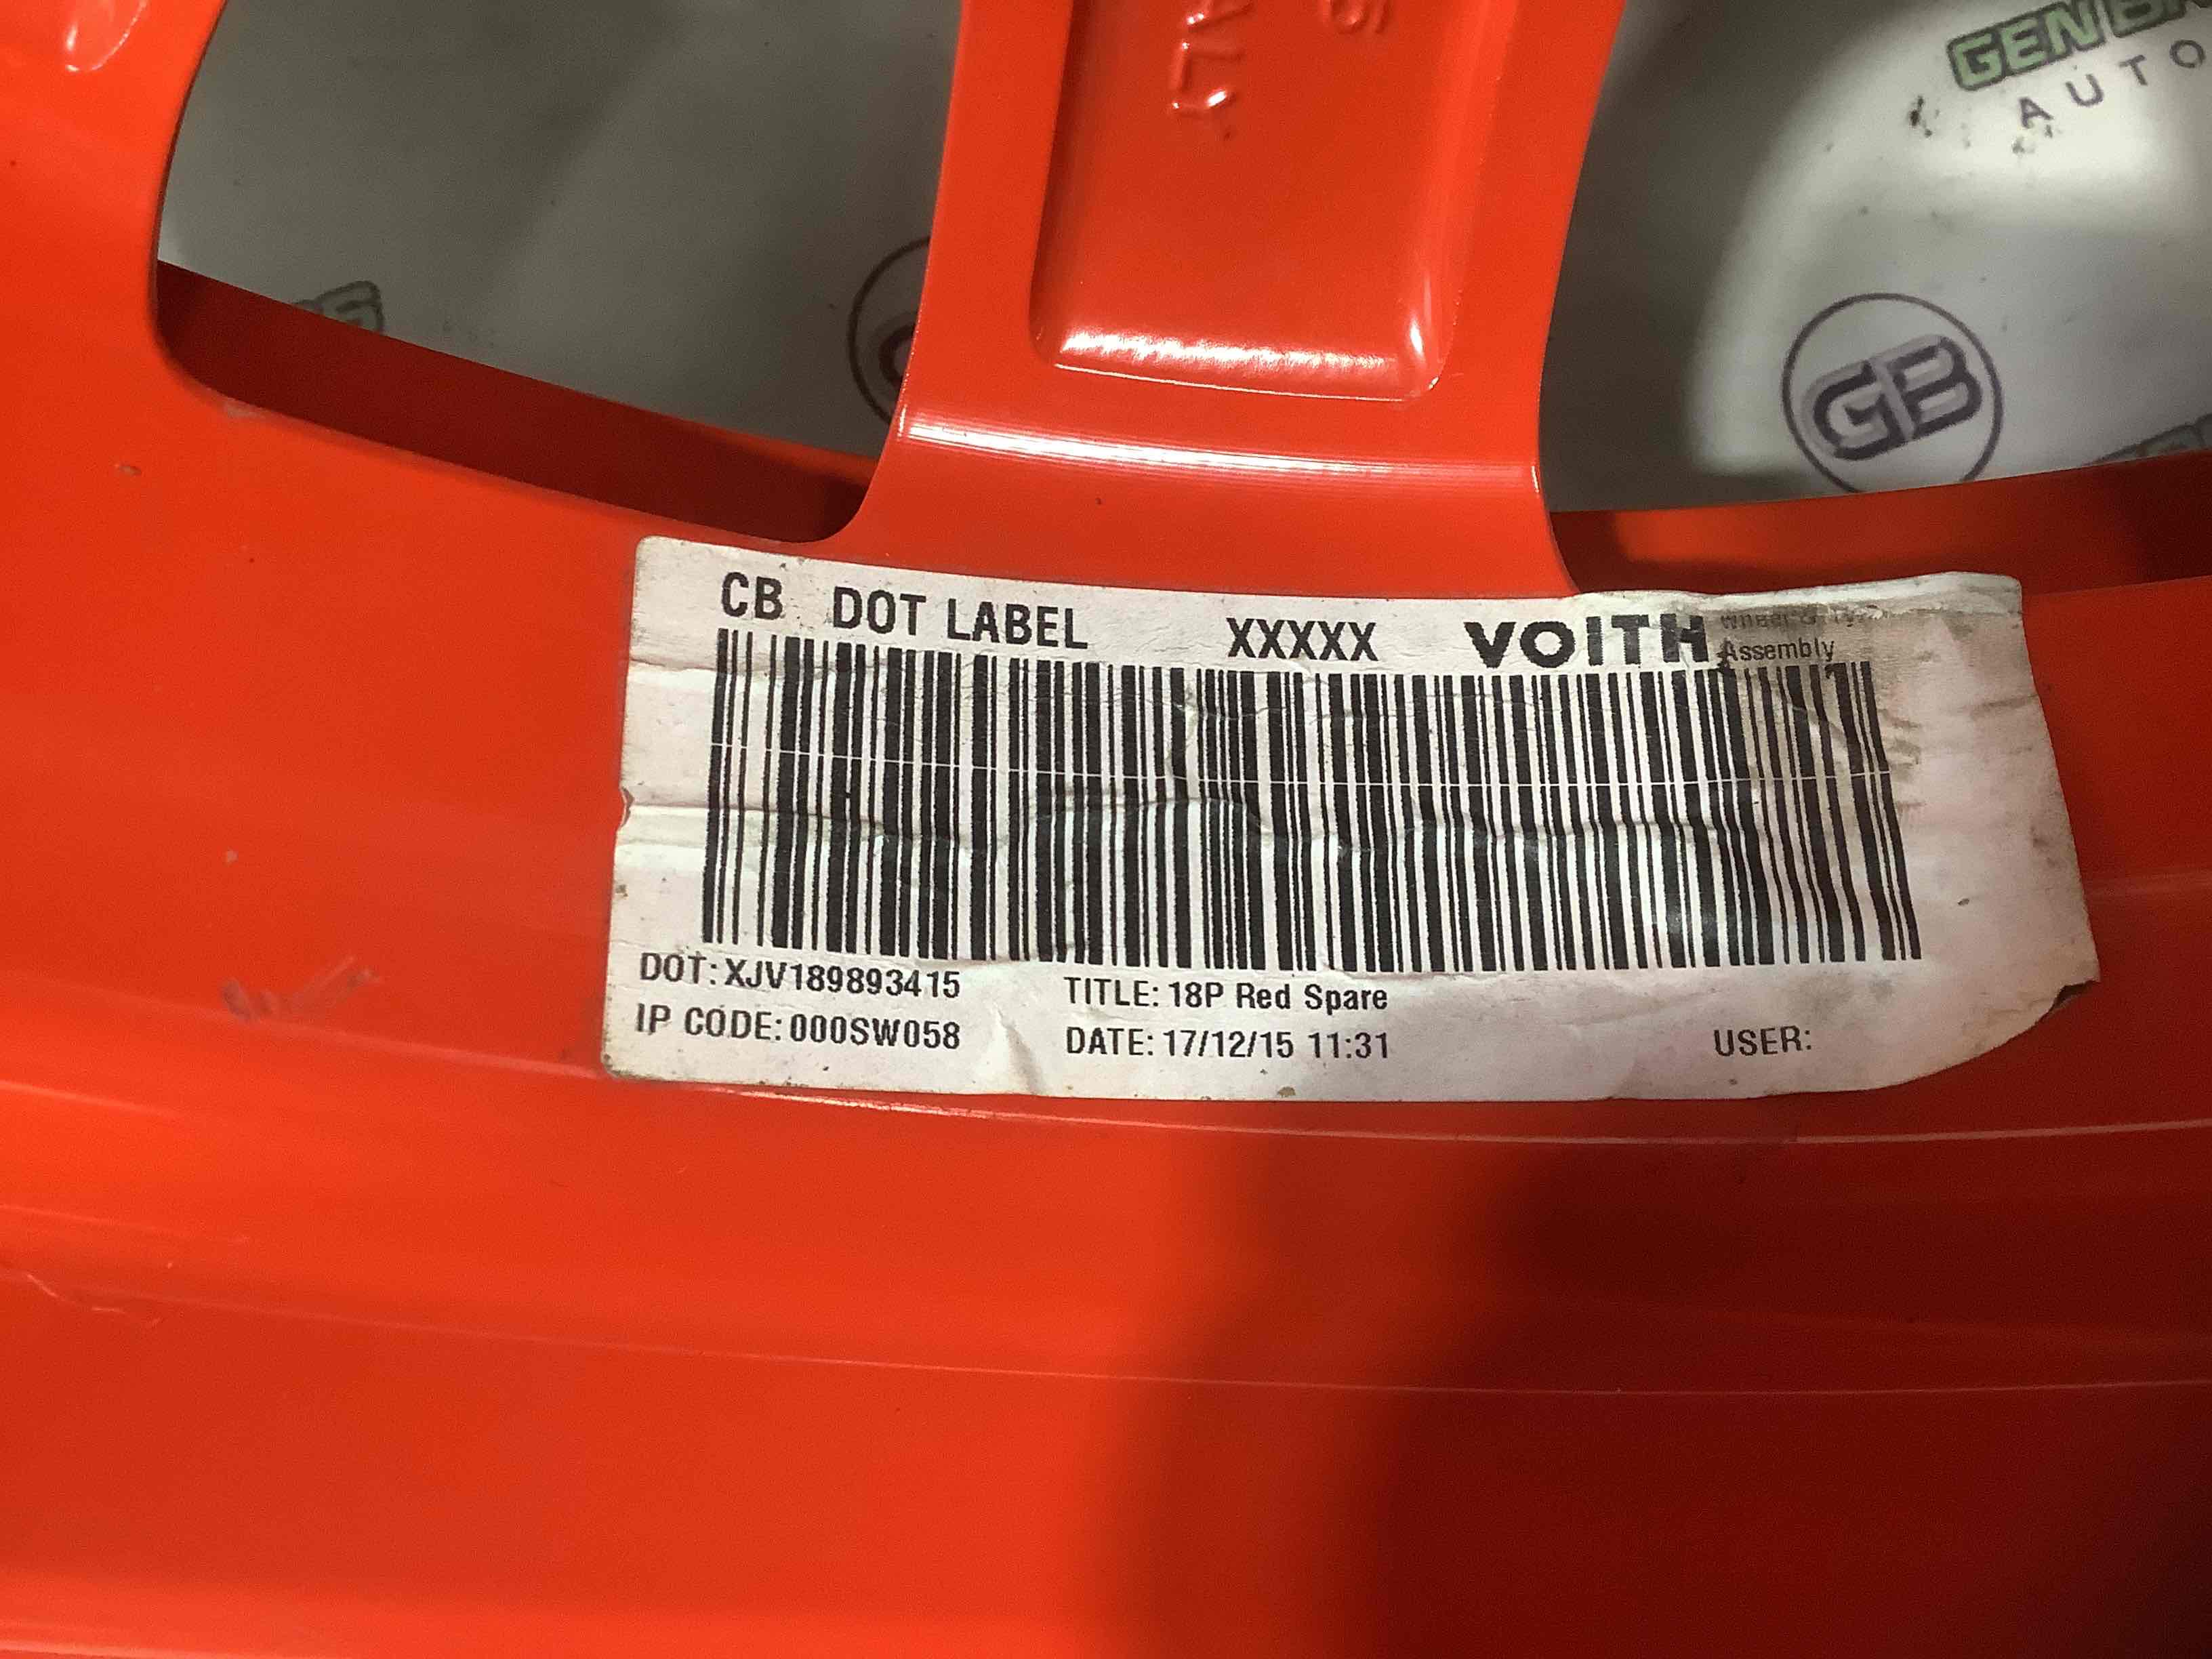 AUTO
GB
CB DOT LABEL XXXXX VOITH Wheel &
Assembly
DOT: XJV189893415 TITLE: 18P Red Spare
IP CODE: 000SW058 DATE: 17/12/15 11:31 USER: